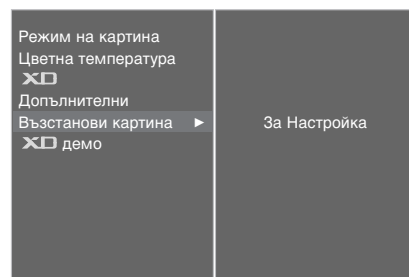 Режим на картина
Цветна температура
XD
Допълнителни
Възстанови картина ►
XD демо
За Настройка